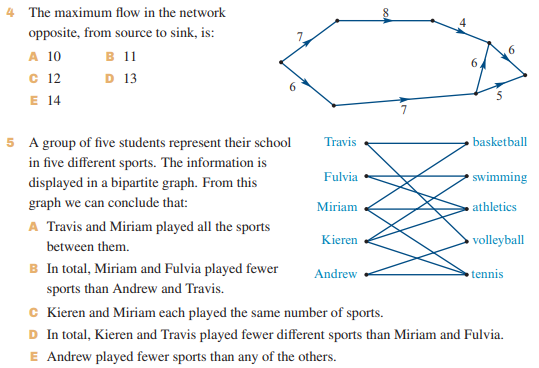 4 The maximum flow in the network
opposite, from source to sink, is:
A 10 B 11
C 12 D 13
E 14
7
8
4
6
6
6
7
5
5 A group of five students represent their school
in five different sports. The information is
displayed in a bipartite graph. From this
graph we can conclude that:
A Travis and Miriam played all the sports
between them.
B In total, Miriam and Fulvia played fewer
sports than Andrew and Travis.
C Kieren and Miriam each played the same number of sports.
D In total, Kieren and Travis played fewer different sports than Miriam and Fulvia.
E Andrew played fewer sports than any of the others.
Travis basketball
Fulvia swimming
Miriam athletics
Kieren volleyball
Andrew tennis